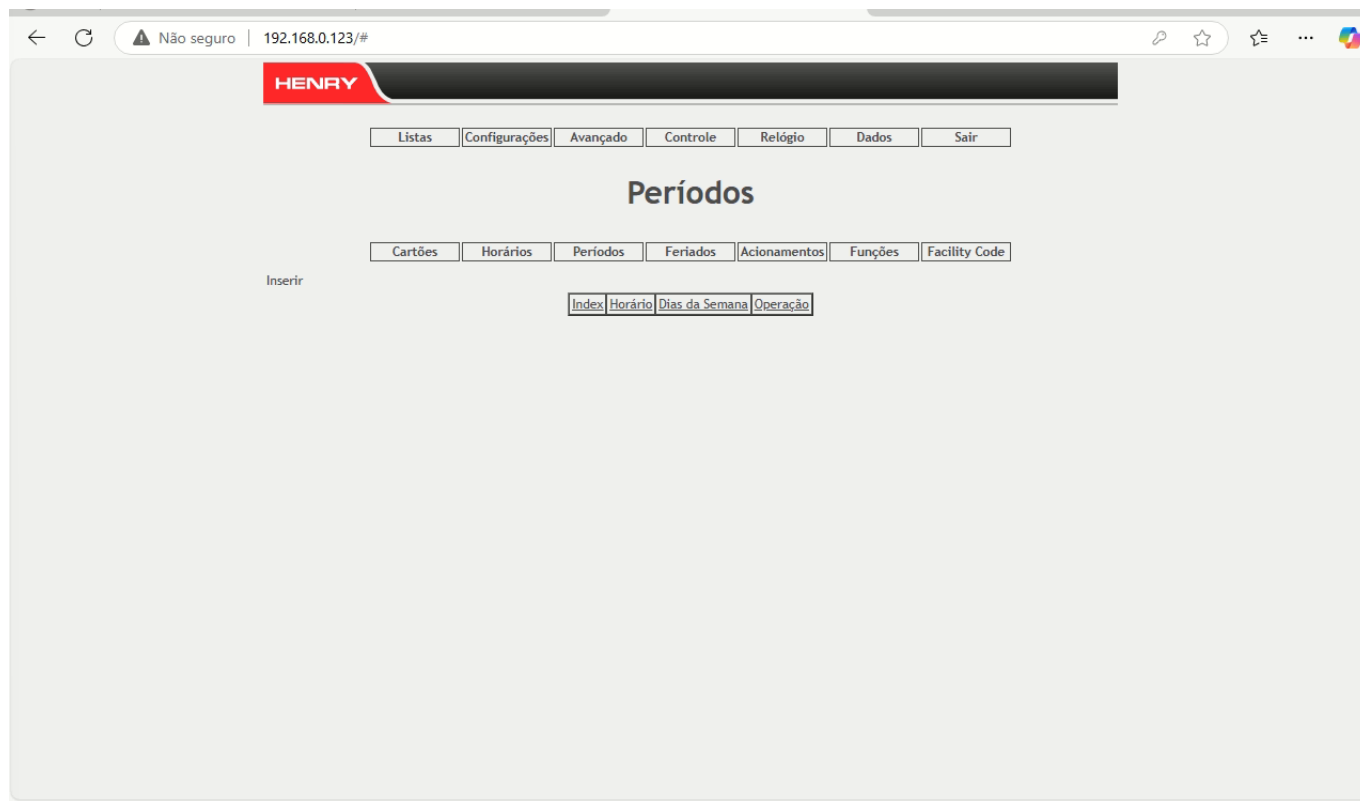 Não seguro | 192.168.0.123/#
HENRY
Listas Configurações Avançado Controle Relógio Dados Sair
Períodos
Cartões Horários Períodos Feriados Acionamentos Funções Facility Code
Inserir
Index Horário Dias da Semana Operação